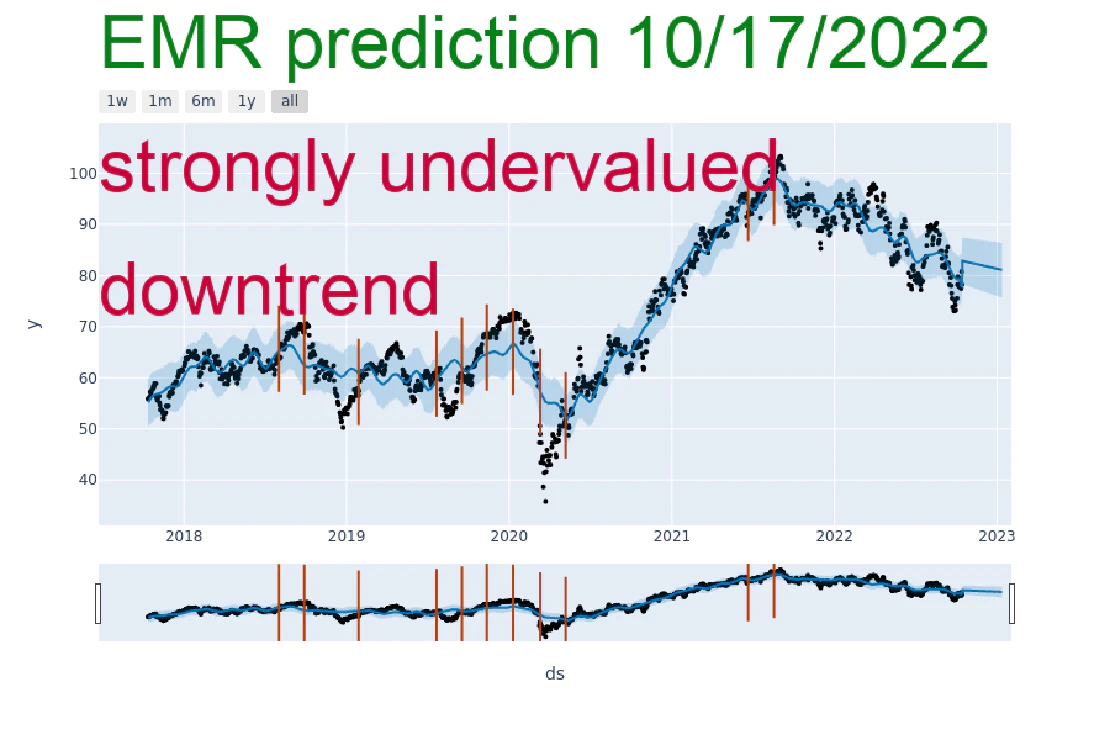 EMR prediction 10/17/2022
1w 1m 6m 1y all
strongly undervalued
downtrend
100
90
80
70
60
50
40
y
2018 2019 2020 2021 2022 2023
ds